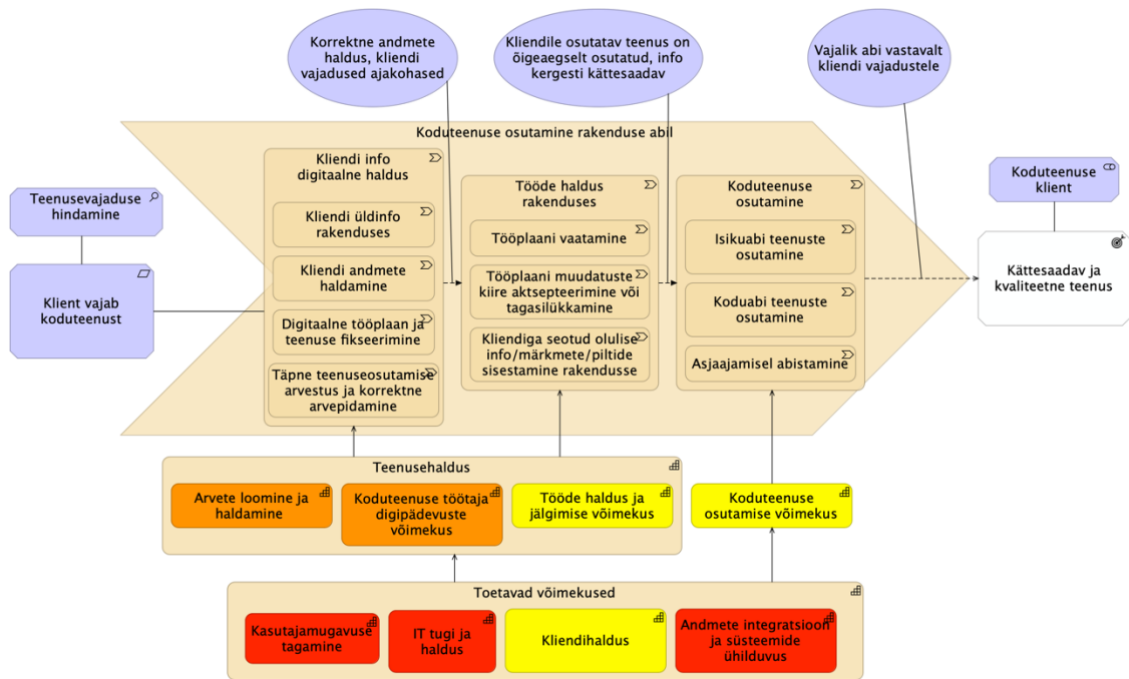 Korrektne andmete
haldus, kliendi
vajadused ajakohased
Kliendile osutatav teenus on
õigeaegselt osutatud, info
kergesti kättesaadav
Vajalik abi vastavalt
kliendi vajadustele
Koduteenuse osutamine rakenduse abil
Teenusevajaduse
hindamine
Klient vajab
koduteenust
Kliendi info
digitaalne haldus
Kliendi üldinfo
rakenduses
Kliendi andmete
haldamine
Digitaalne tööplaan ja
teenuse fikseerimine
Täpne teenuseosutamise
arvestus ja korrektne
arvepidamine
Tööde haldus
rakenduses
Tööplaani vaatamine
Tööplaani muudatuste
kiire aktsepteerimine või
tagasilükkamine
Kliendiga seotud olulise
info/märkmete/piltide
sisestamine rakendusse
Koduteenuse
osutamine
Isikuabi teenuste
osutamine
Koduabi teenuste
osutamine
Asjaajamisel abistamine
Koduteenuse
klient
Kättesaadav ja
kvaliteetne teenus
Teenusehaldus
Arvete loomine ja
haldamine
Koduteenuse töötaja
digipädevuste
võimekus
Tööde haldus ja
jälgimise võimekus
Koduteenuse
osutamise võimekus
Toetavad võimekused
Kasutajamugavuse
tagamine
IT tugi ja
haldus
Kliendihaldus
Andmete integratsioon
ja süsteemide
ühilduvus